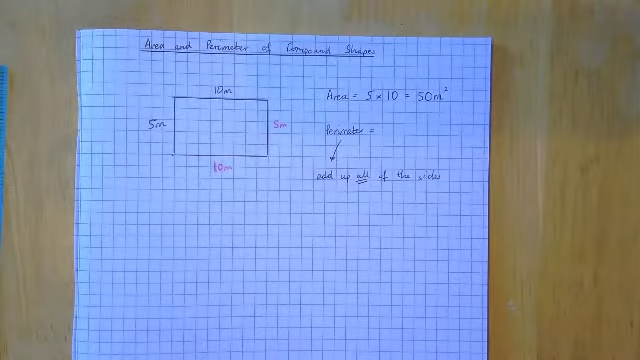 Area and Perimeter of Compound Shapes
10m
5m
5m
10m
Area = 5 × 10 = 50m²
Perimeter =
add up all of the sides